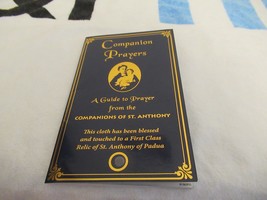 Companion
Prayers
A Guide to Prayer
from the
COMPANIONS OF ST. ANTHONY
This cloth has been blessed
and touched to a First Class
Relic of St. Anthony of Padua